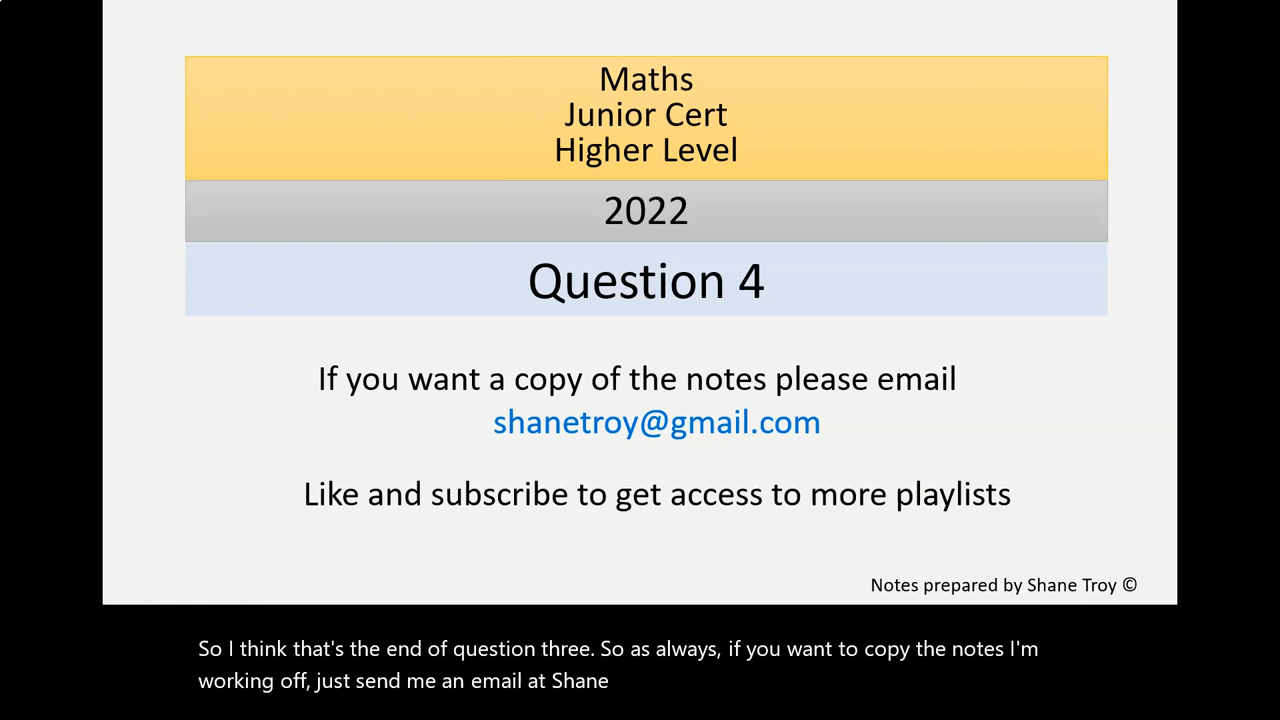 Maths
Junior Cert
Higher Level
2022
Question 4
If you want a copy of the notes please email
shanetroy@gmail.com
Like and subscribe to get access to more playlists
Notes prepared by Shane Troy ©
So I think that's the end of question three. So as always, if you want to copy the notes I'm
working off, just send me an email at Shane